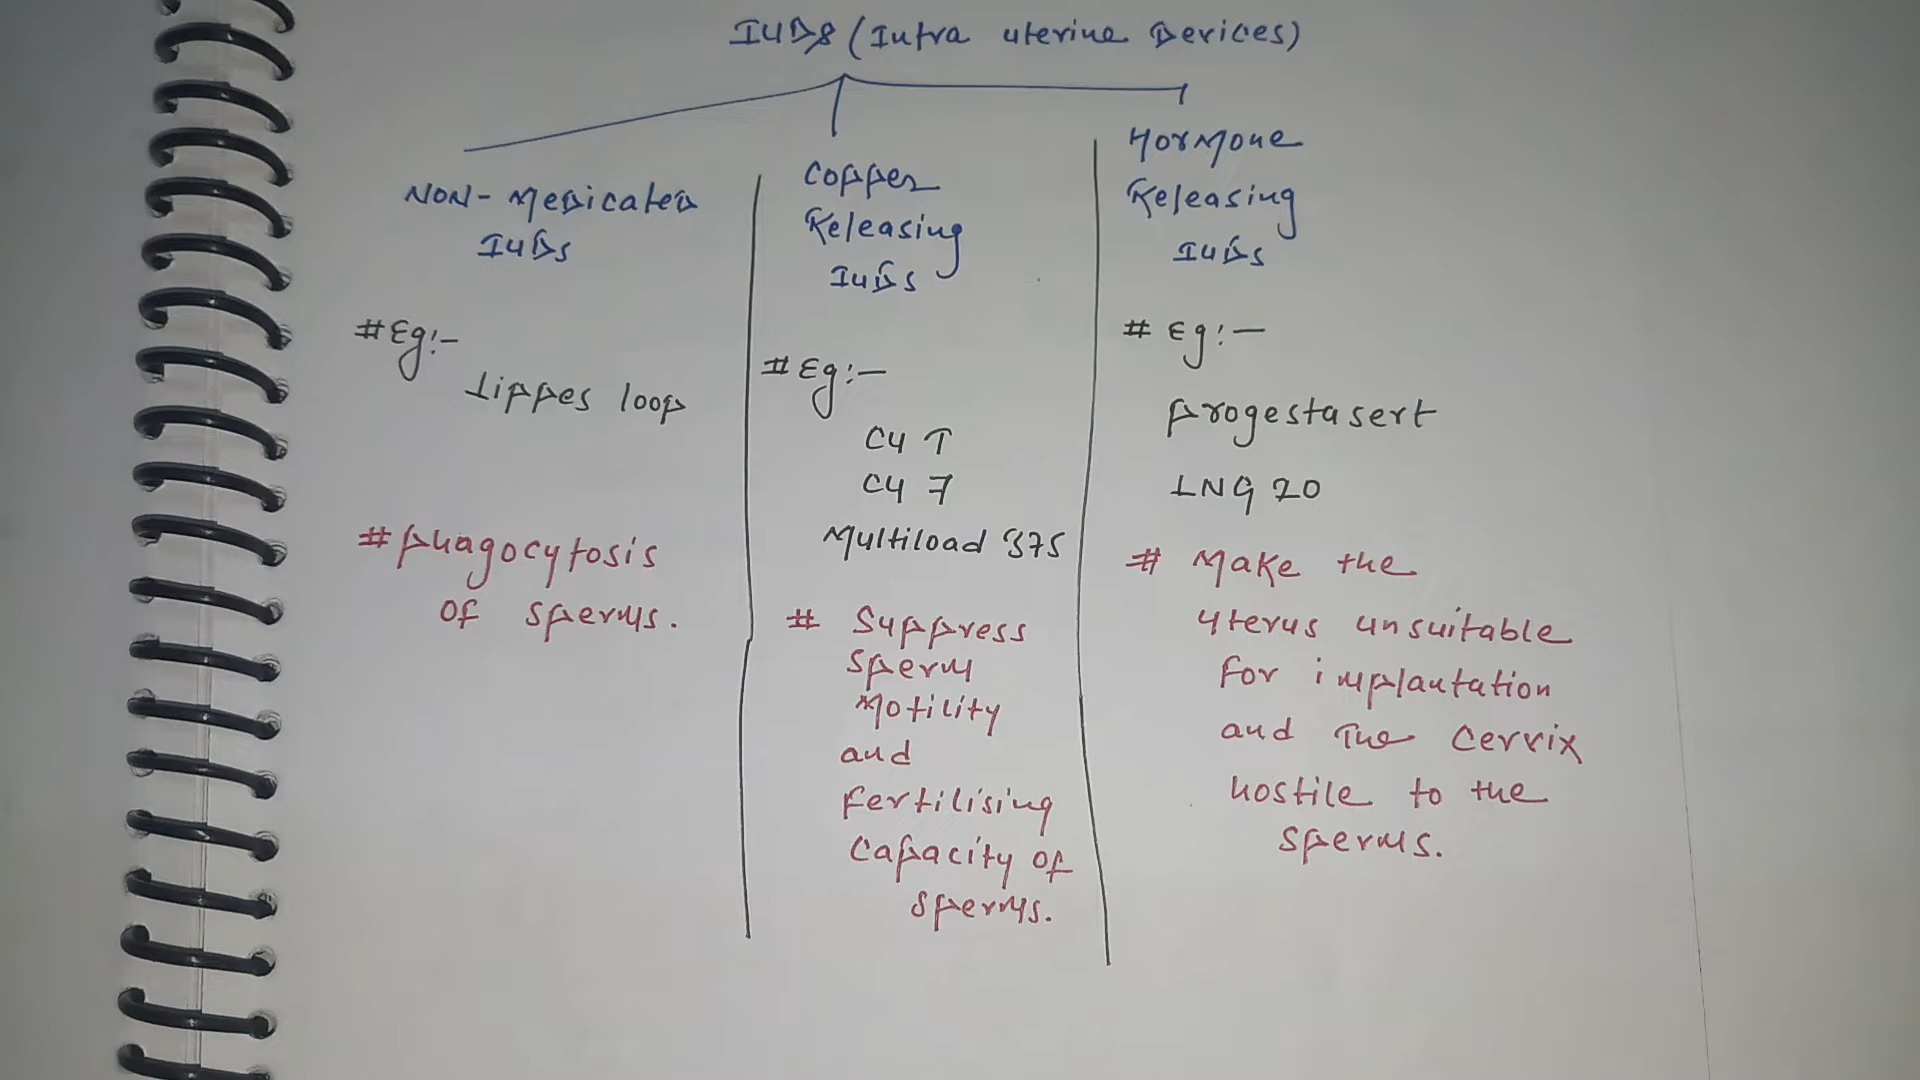 IUDs (Intra uterine Devices)
NON-Medicated
IUDs
#Eg:-
Lippes loop
#phagocytosis
of sperms.
Copper
Releasing
IUDs
# Eg:-
Cu T
Cu 7
Multiload 375
# Suppress
sperm
Motility
and
fertilising
Capacity of
sperms.
Hormone
Releasing
IUDs
# Eg:-
progestasert
LNG 20
# Make the
uterus unsuitable
for implantation
and The Cervix
hostile to the
sperms.